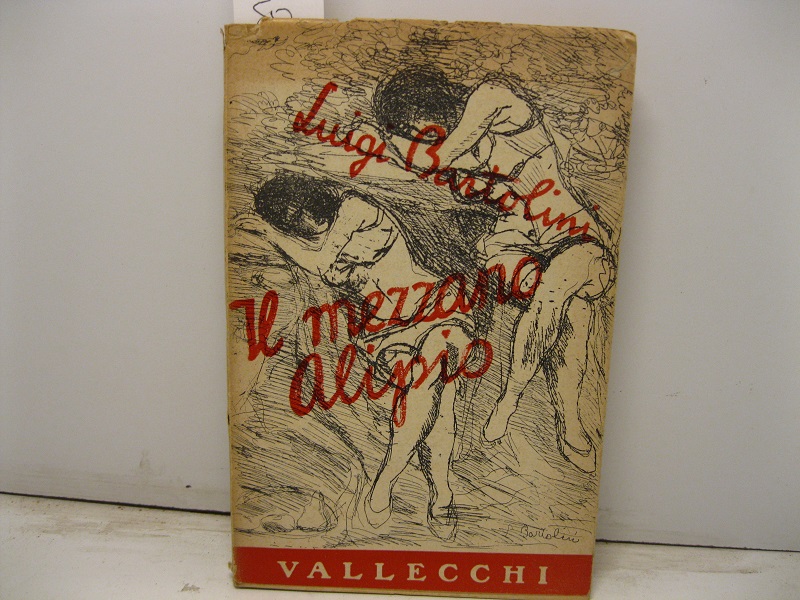 Luigi Bartolini
Il mezzano
Alipio
L. Bartolini
VALLECCHI